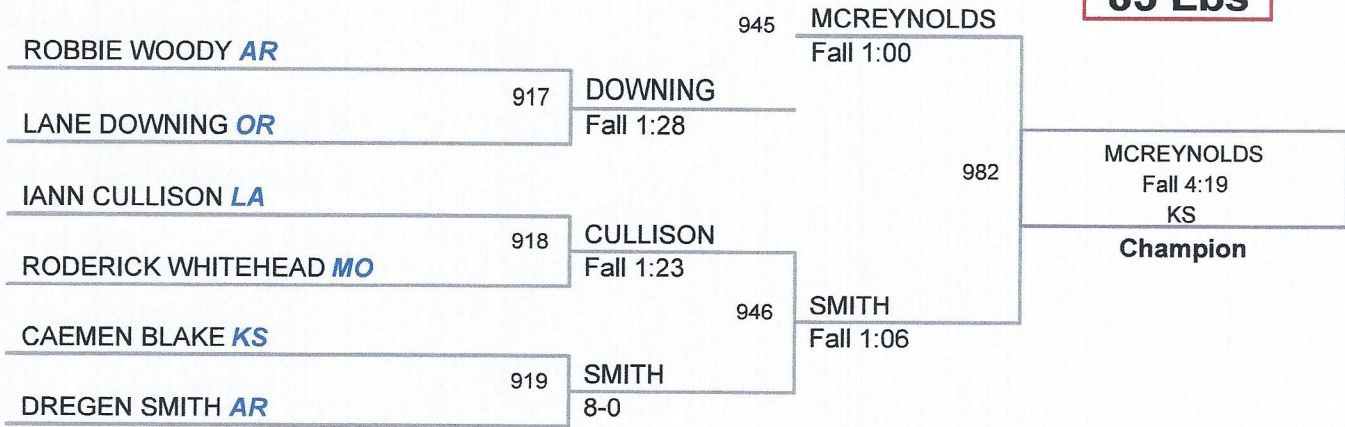 65 Lbs
945 MCREYNOLDS
Fall 1:00
ROBBIE WOODY AR
917 DOWNING
Fall 1:28
LANE DOWNING OR
982
MCREYNOLDS
Fall 4:19
KS
Champion
IANN CULLISON LA
918 CULLISON
Fall 1:23
RODERICK WHITEHEAD MO
946 SMITH
Fall 1:06
CAEMEN BLAKE KS
919 SMITH
8-0
DREGEN SMITH AR